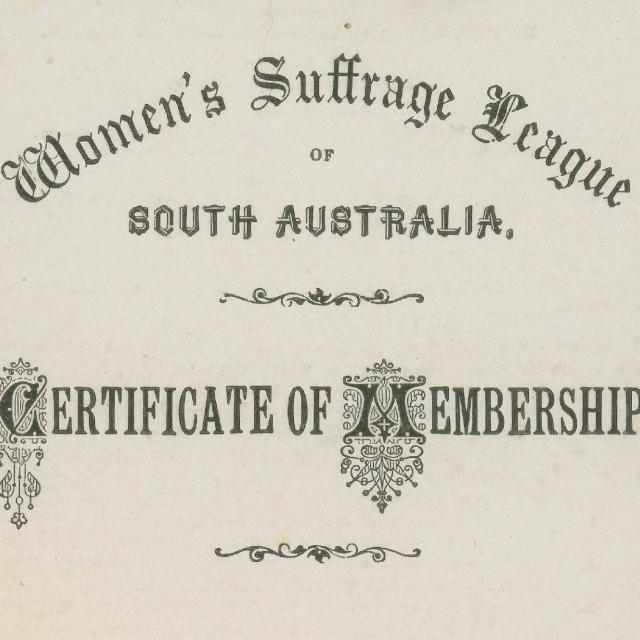 Women's Suffrage League
OF
SOUTH AUSTRALIA.
CERTIFICATE OF MEMBERSHIP